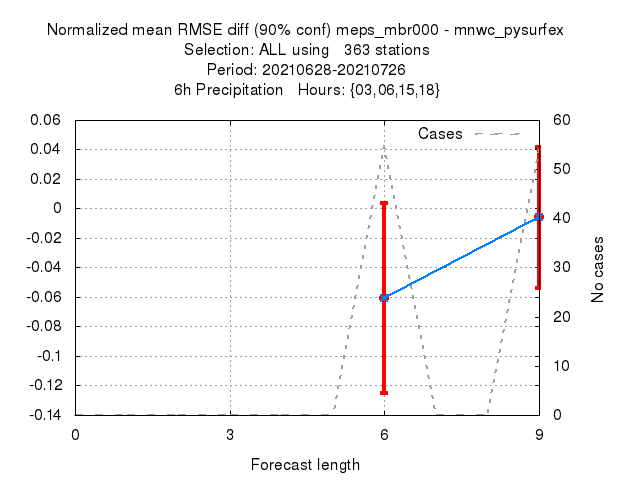 Normalized mean RMSE diff (90% conf) meps_mbr000 - mnwc_pysurfex
Selection: ALL using   363 stations
Period: 20210628-20210726
6h Precipitation   Hours: {03,06,15,18}
Cases
0.06
0.04
0.02
0
-0.02
-0.04
-0.06
-0.08
-0.1
-0.12
-0.14
60
50
40
30
20
10
0
No cases
0 3 6 9
Forecast length